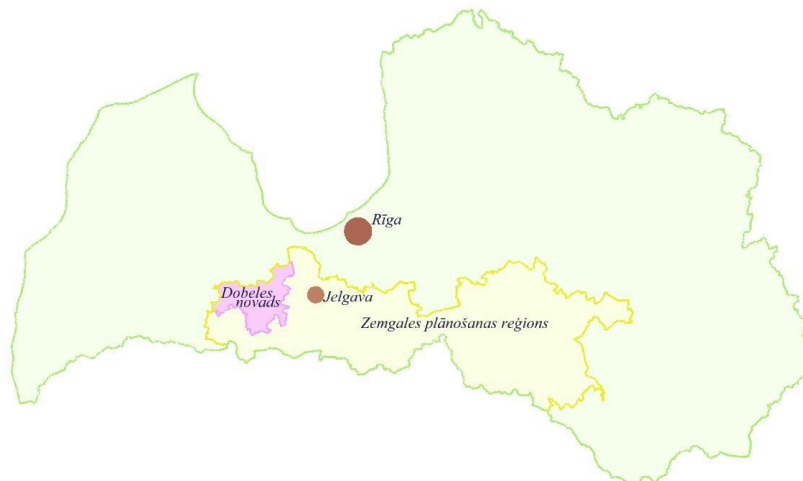 Rīga
Dobeles
novads
Jelgava
Zemgales plānošanas reģions